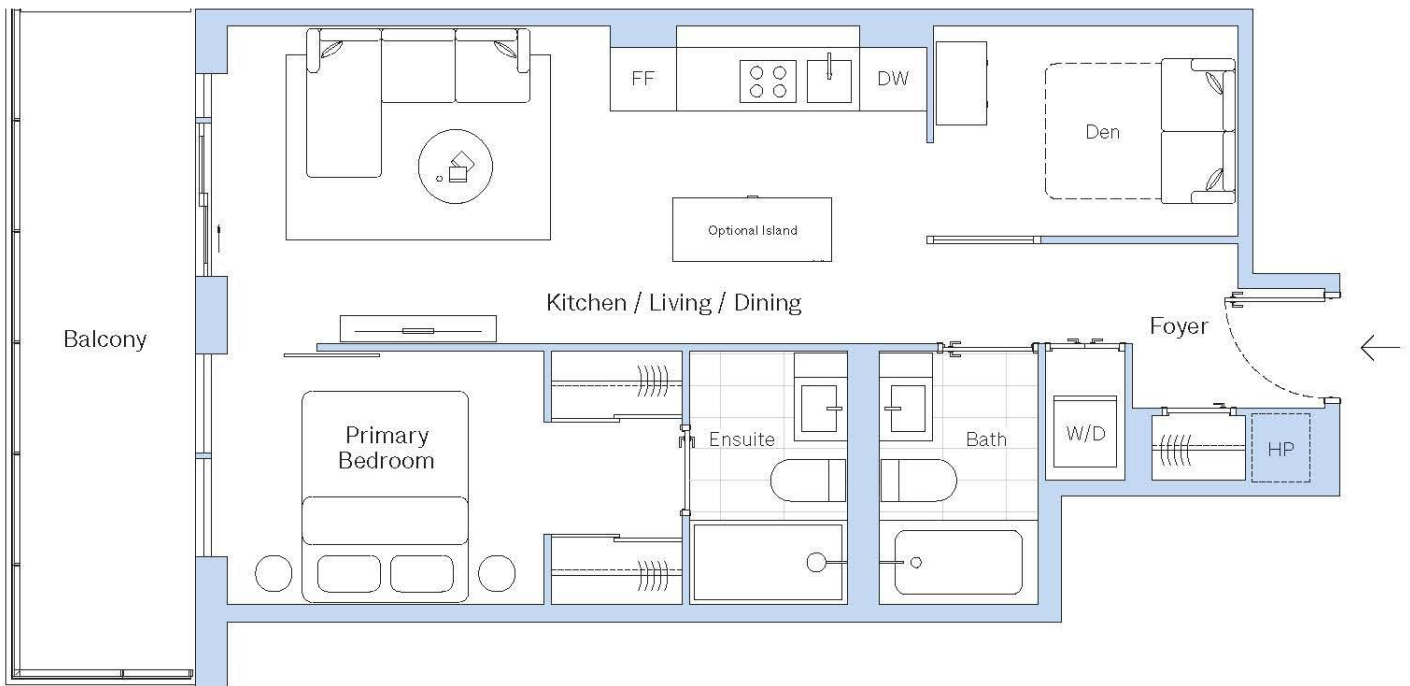 FF
DW
Den
Optional Island
Kitchen / Living / Dining
Foyer
Balcony
Primary
Bedroom
Ensuite
Bath
W/D
HP